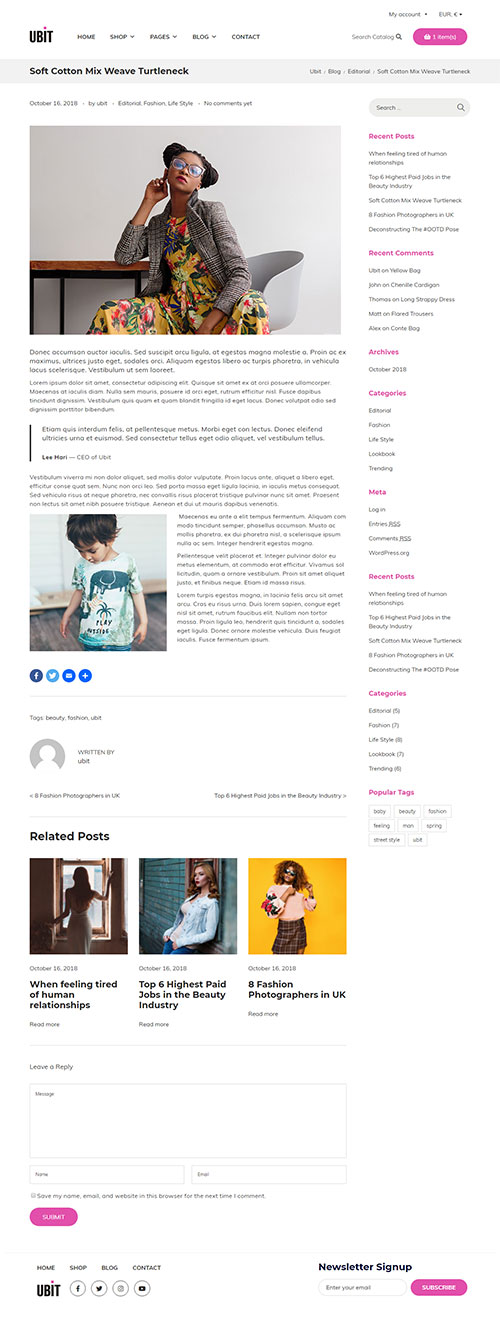 My account
EUR, €
UBiT
HOME
SHOP
PAGES
BLOG
CONTACT
Search Catalog
1 item(s)
Soft Cotton Mix Weave Turtleneck
Ubit › Blog › Editorial › Soft Cotton Mix Weave Turtleneck
October 16, 2018 - by ubit - Editorial, Fashion, Life Style - No comments yet
Donec accumsan auctor iaculis. Sed suscipit arcu ligula, at egestas magna molestie a. Proin ac ex
maximus, ultrices justo eget, sodales orci. Aliquam egestas libero ac turpis pharetra, in vehicula
lacus scelerisque. Vestibulum ut sem laoreet.
Lorem ipsum dolor sit amet, consectetur adipiscing elit. Quisque sit amet ex at orci posuere ullamcorper.
Maecenas at iaculis diam. Nulla sem mauris, posuere id orci eget, rutrum efficitur nisl. Fusce dapibus
tincidunt dignissim. Vestibulum quis quam et quam blandit fringilla id eget lacus. Donec volutpat odio sed
dignissim porttitor bibendum.
Etiam quis interdum felis, at pellentesque metus. Morbi eget con lectus. Donec eleifend
ultricies urna et euismod. Sed consectetur tellus eget odio aliquet, vel vestibulum tellus.
Lee Hari — CEO of Ubit
Vestibulum viverra mi non dolor aliquet, sed mollis dolor vulputate. Proin lacus ante, aliquet a libero eget,
efficitur conse quat sem. Nunc non orci leo. Sed porta massa eget ligula lacinia, in iaculis metus consequat.
Sed vehicula risus at neque pharetra, nec convallis risus placerat tristique pulvinar nunc sit amet. Praesent
non lectus sit amet nibh posuere tristique. Aenean et dui ut mauris dapibus venenatis.
Maecenas eu ante a elit tempus fermentum. Aliquam com
modo tincidunt semper, phasellus accumsan. Musto ac
mollis pharetra, ex dui pharetra nisl, a scelerisque ipsum
nulla ac sem. Integer hendrerit egestas magna.
Pellentesque velit placerat et. Integer pulvinar dolor eu
metus elementum, at commodo erat efficitur. Vivamus sol
licitudin, quam a ornare vestibulum. Proin sit amet aliquet
justo, et finibus neque. Etiam id massa risus.
Lorem turpis egestas magna, in lacinia felis arcu sit amet
arcu. Cras eu risus urna. Duis lorem sapien, congue eget
nisl sit amet, rutrum faucibus elit. Nullam non tortor
massa. Proin ligula leo, hendrerit quis tincidunt a, sodales
eget ligula. Donec ornare molestie vehicula. Duis feugiat
iaculis. Fusce fermentum ipsum.
PLAY
OUTSIDE
Tags: beauty, fashion, ubit
WRITTEN BY
ubit
< 8 Fashion Photographers in UK
Top 6 Highest Paid Jobs in the Beauty Industry >
Related Posts
October 16, 2018
When feeling tired
of human
relationships
Read more
October 16, 2018
Top 6 Highest Paid
Jobs in the Beauty
Industry
Read more
October 16, 2018
8 Fashion
Photographers in UK
Read more
Leave a Reply
Message
Name
Email
Save my name, email, and website in this browser for the next time I comment.
SUBMIT
Search ...
Recent Posts
When feeling tired of human
relationships
Top 6 Highest Paid Jobs in the
Beauty Industry
Soft Cotton Mix Weave Turtleneck
8 Fashion Photographers in UK
Deconstructing The #OOTD Pose
Recent Comments
Ubit on Yellow Bag
John on Chenille Cardigan
Thomas on Long Strappy Dress
Matt on Flared Trousers
Alex on Conte Bag
Archives
October 2018
Categories
Editorial
Fashion
Life Style
Lookbook
Trending
Meta
Log in
Entries RSS
Comments RSS
WordPress.org
Recent Posts
When feeling tired of human
relationships
Top 6 Highest Paid Jobs in the
Beauty Industry
Soft Cotton Mix Weave Turtleneck
8 Fashion Photographers in UK
Deconstructing The #OOTD Pose
Categories
Editorial (5)
Fashion (7)
Life Style (8)
Lookbook (7)
Trending (6)
Popular Tags
baby
beauty
fashion
feeling
man
spring
street style
ubit
HOME
SHOP
BLOG
CONTACT
UBiT
Newsletter Signup
Enter your email
SUBSCRIBE